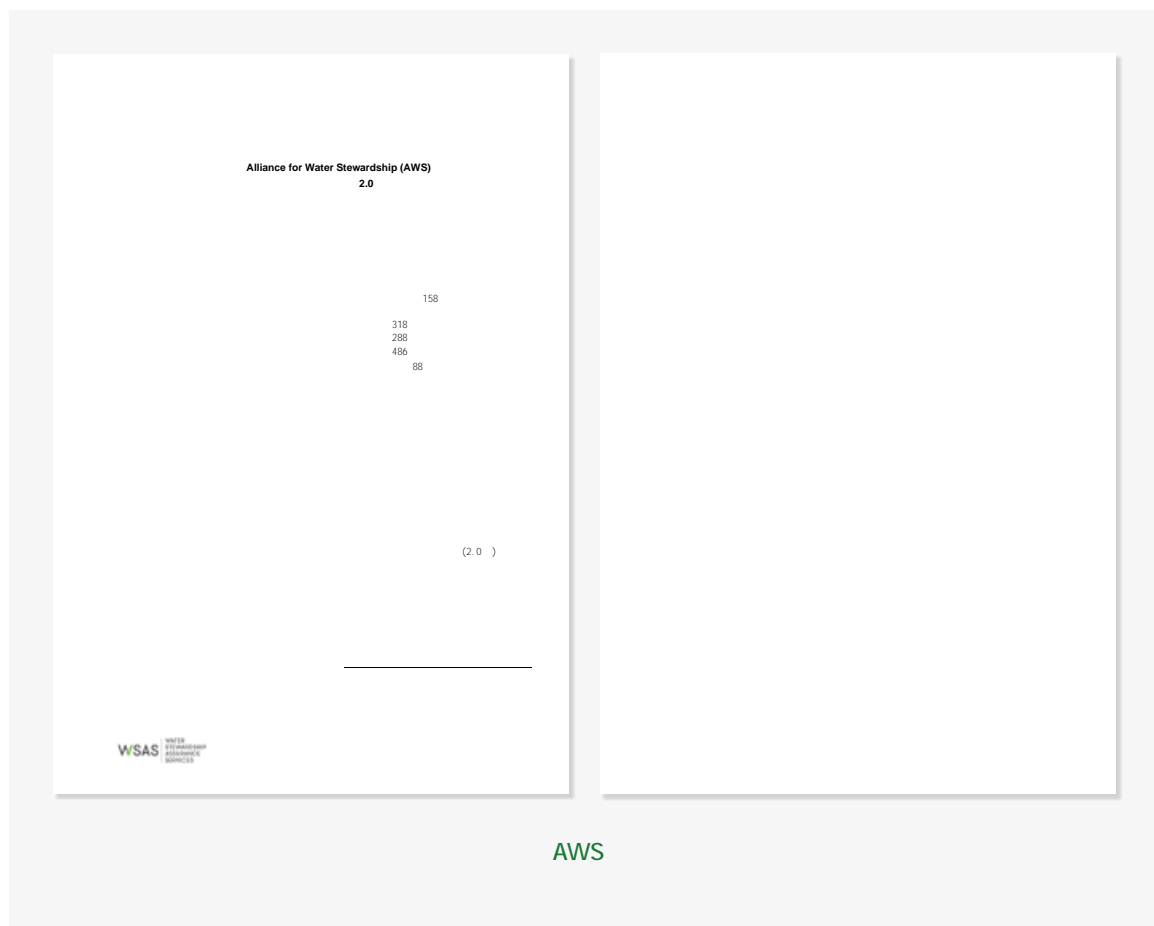 Alliance for Water Stewardship (AWS)
2.0
158
318
288
486
88
(2.0 )
WSAS
WATER
STEWARDSHIP
ASSURANCE
SERVICES
AWS